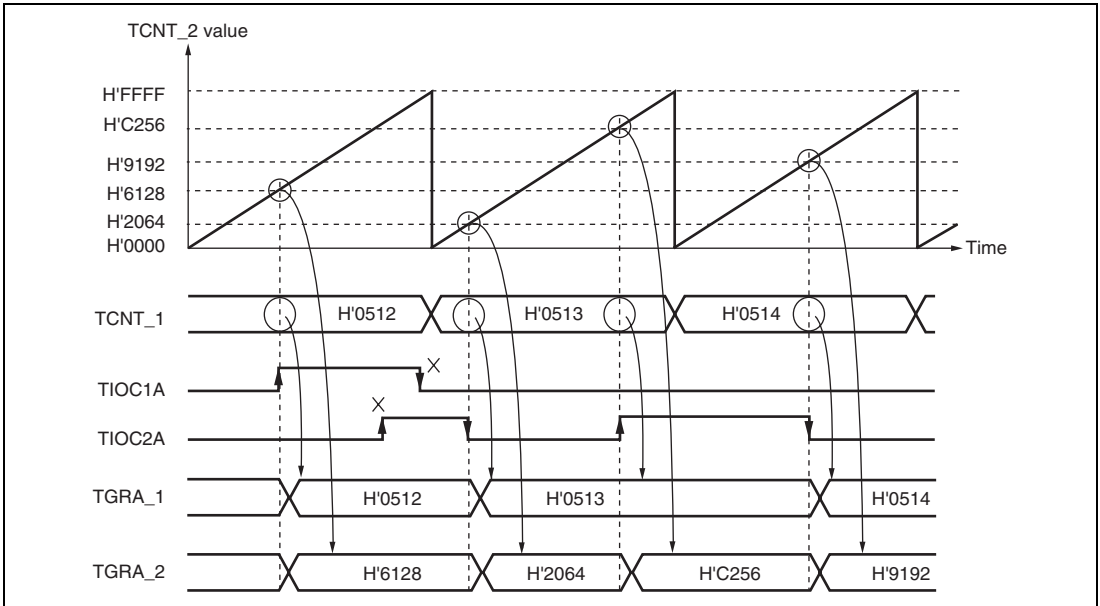 TCNT_2 value
H'FFFF
H'C256
H'9192
H'6128
H'2064
H'0000
Time
TCNT_1 H'0512 H'0513 H'0514
TIOC1A
TIOC2A
TGRA_1 H'0512 H'0513 H'0514
TGRA_2 H'6128 H'2064 H'C256 H'9192